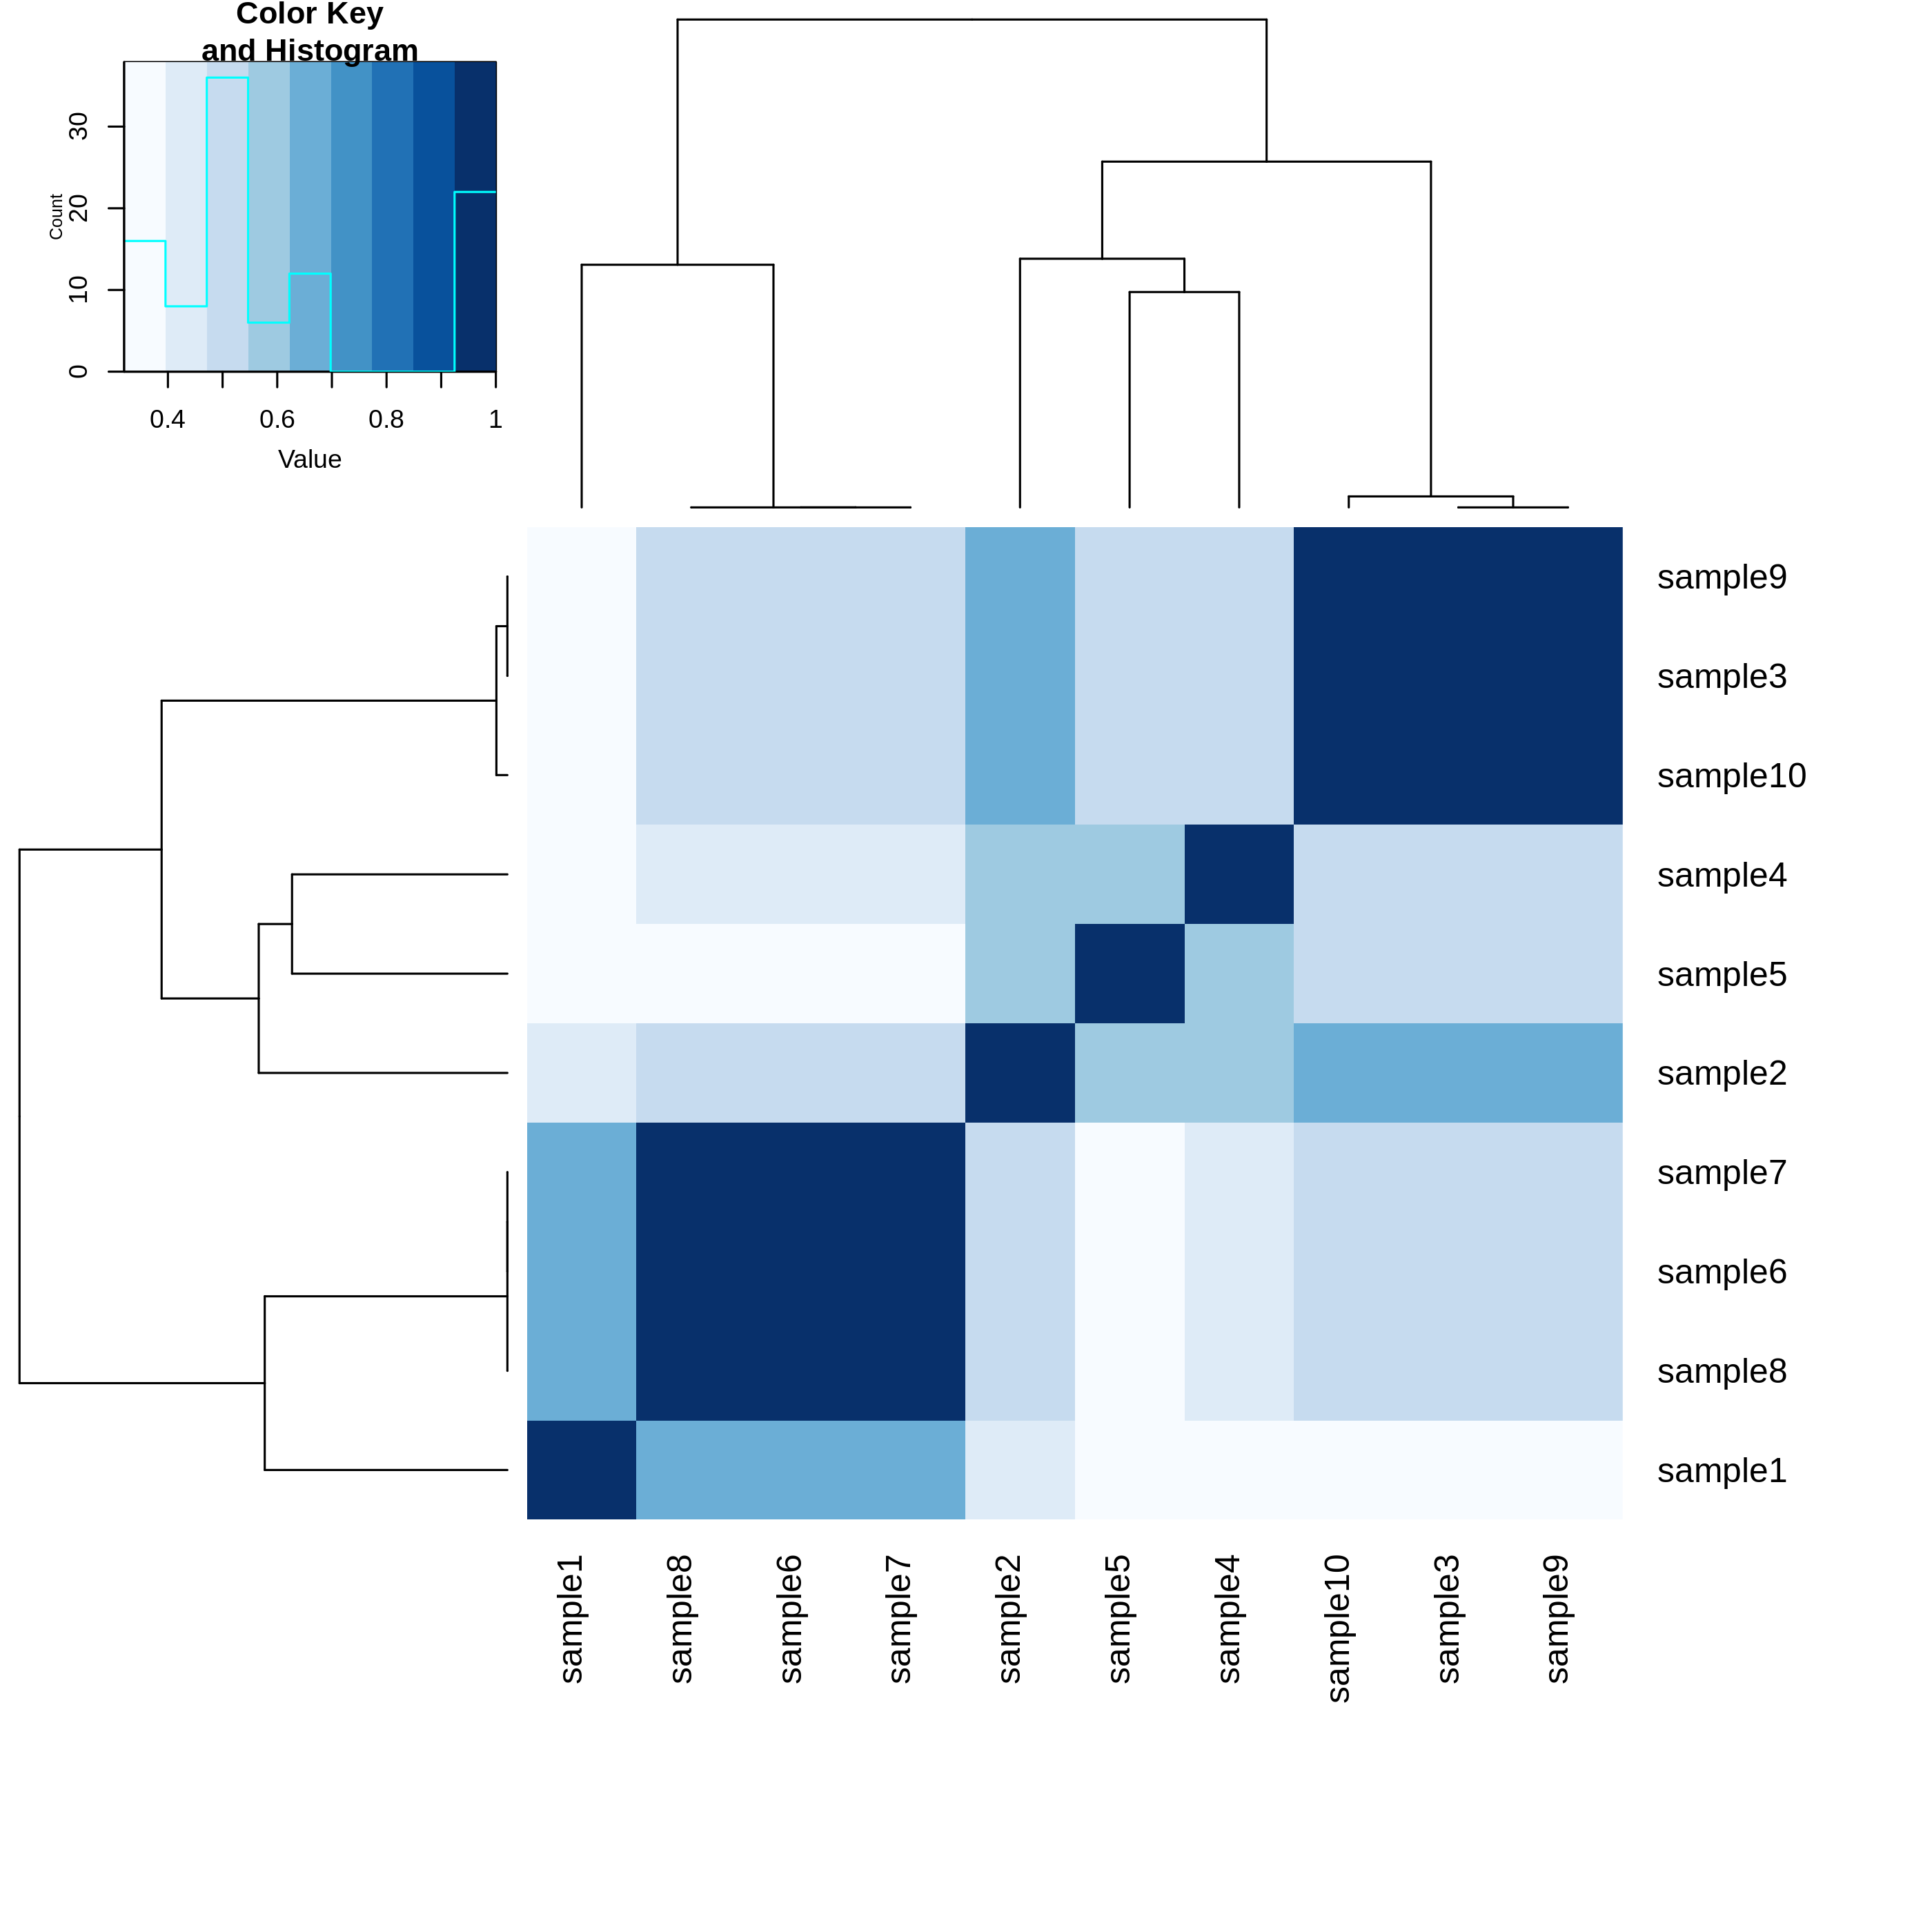 Color Key
and Histogram
Count
0
10
20
30
0.4
0.6
0.8
1
Value
sample9
sample3
sample10
sample4
sample5
sample2
sample7
sample6
sample8
sample1
sample1
sample8
sample6
sample7
sample2
sample5
sample4
sample10
sample3
sample9